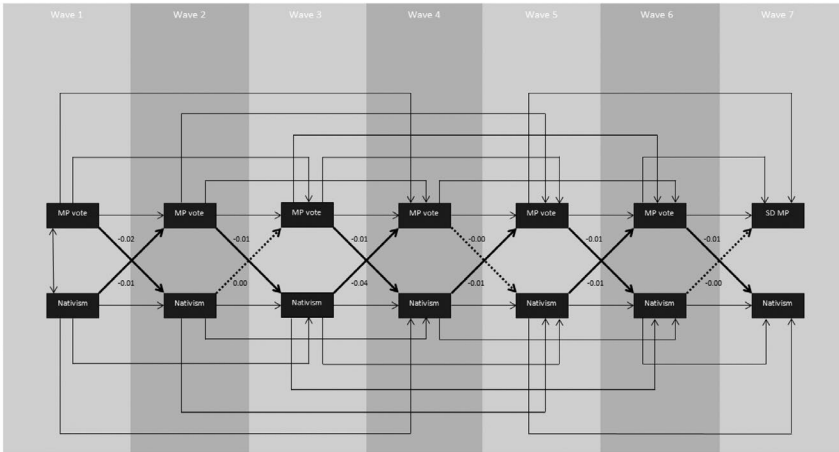 Wave 1 Wave 2 Wave 3 Wave 4 Wave 5 Wave 6 Wave 7
MP vote MP vote MP vote MP vote MP vote MP vote SD MP
-0.02 -0.01 -0.01 -0.00 -0.01 -0.01
-0.01 0.00 -0.04 -0.01 -0.01 -0.00
Nativism Nativism Nativism Nativism Nativism Nativism Nativism